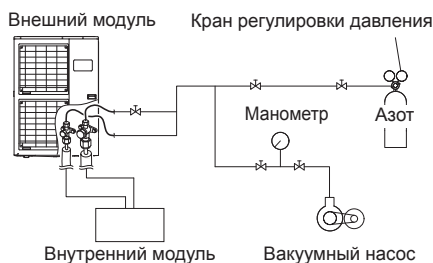 Внешний модуль
Кран регулировки давления
Манометр
Азот
Внутренний модуль
Вакуумный насос